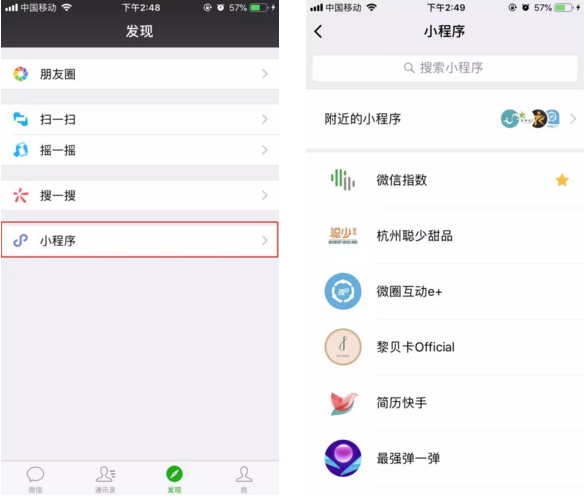 中国移动 下午2:48 57%
发现
朋友圈
扫一扫
摇一摇
搜一搜
小程序
微信 通讯录 发现 我
中国移动 下午2:49 57%
小程序
搜索小程序
附近的小程序
微信指数
杭州聪少甜品
微圈互动e+
黎贝卡Official
简历快手
最强弹一弹